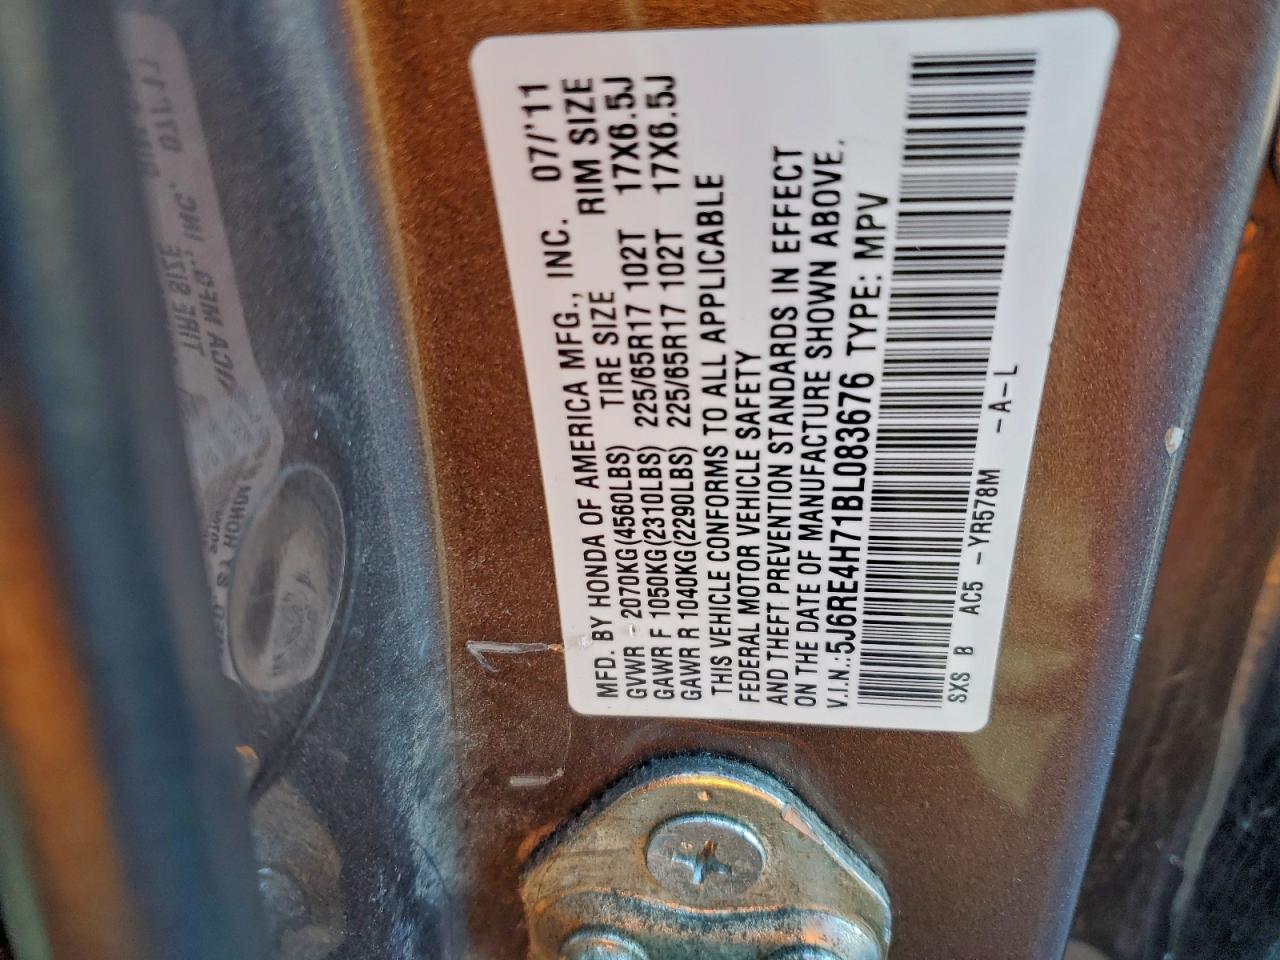 MFD. BY HONDA OF AMERICA MFG., INC. 07/'11
GVWR - 2070KG(4560LBS) TIRE SIZE RIM SIZE
GAWR F 1050KG(2310LBS) 225/65R17 102T 17X6.5J
GAWR R 1040KG(2290LBS) 225/65R17 102T 17X6.5J
THIS VEHICLE CONFORMS TO ALL APPLICABLE
FEDERAL MOTOR VEHICLE SAFETY
AND THEFT PREVENTION STANDARDS IN EFFECT
ON THE DATE OF MANUFACTURE SHOWN ABOVE.
V.I.N.:5J6RE4H71BL083676 TYPE: MPV
SXS B AC5 -YR578M -A-L
TIRE SIZE